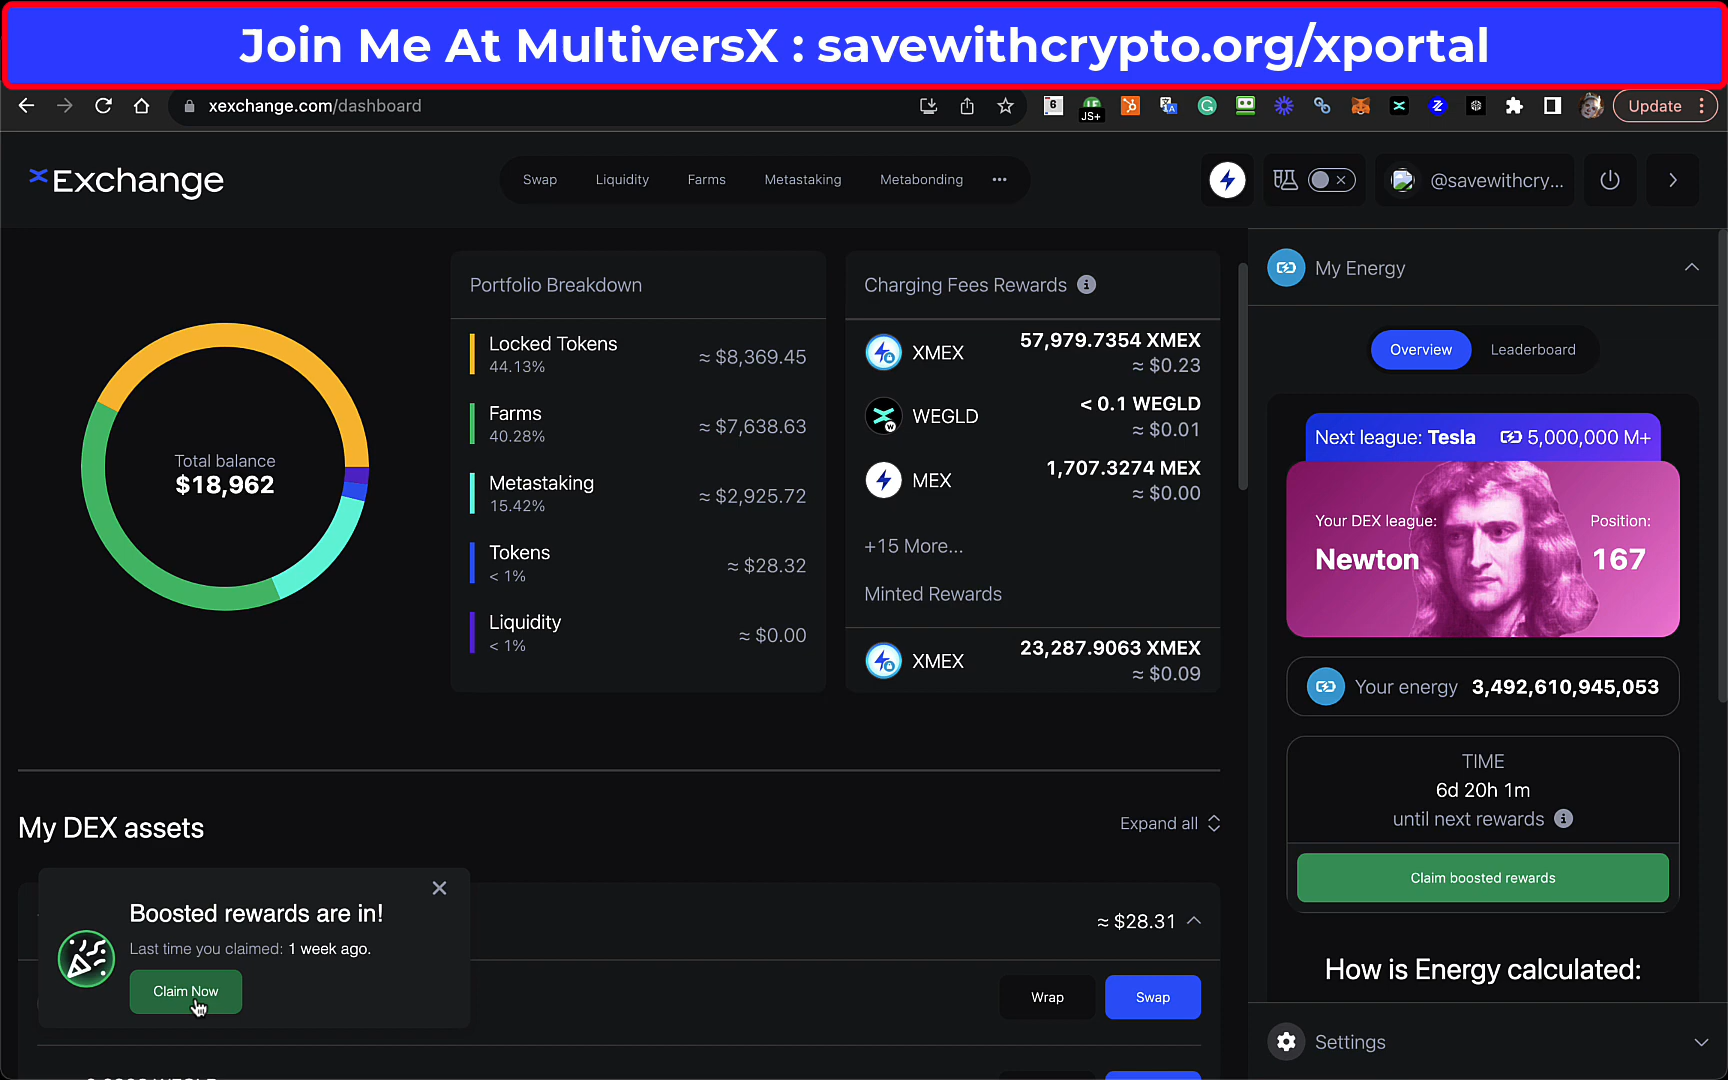 Join Me At MultiversX : savewithcrypto.org/xportal
xexchange.com/dashboard
6
JS+
Update
Exchange
Swap
Liquidity
Farms
Metastaking
Metabonding
@savewithcry...
Total balance
$18,962
Portfolio Breakdown
Locked Tokens
44.13%
≈ $8,369.45
Farms
40.28%
≈ $7,638.63
Metastaking
15.42%
≈ $2,925.72
Tokens
< 1%
≈ $28.32
Liquidity
< 1%
≈ $0.00
Charging Fees Rewards
XMEX
57,979.7354 XMEX
≈ $0.23
WEGLD
< 0.1 WEGLD
≈ $0.01
MEX
1,707.3274 MEX
≈ $0.00
+15 More...
Minted Rewards
XMEX
23,287.9063 XMEX
≈ $0.09
My Energy
Overview
Leaderboard
Next league: Tesla
5,000,000 M+
Your DEX league:
Newton
Position:
167
Your energy 3,492,610,945,053
TIME
6d 20h 1m
until next rewards
Claim boosted rewards
How is Energy calculated:
Settings
My DEX assets
Expand all
≈ $28.31
Wrap
Swap
Boosted rewards are in!
Last time you claimed: 1 week ago.
Claim Now